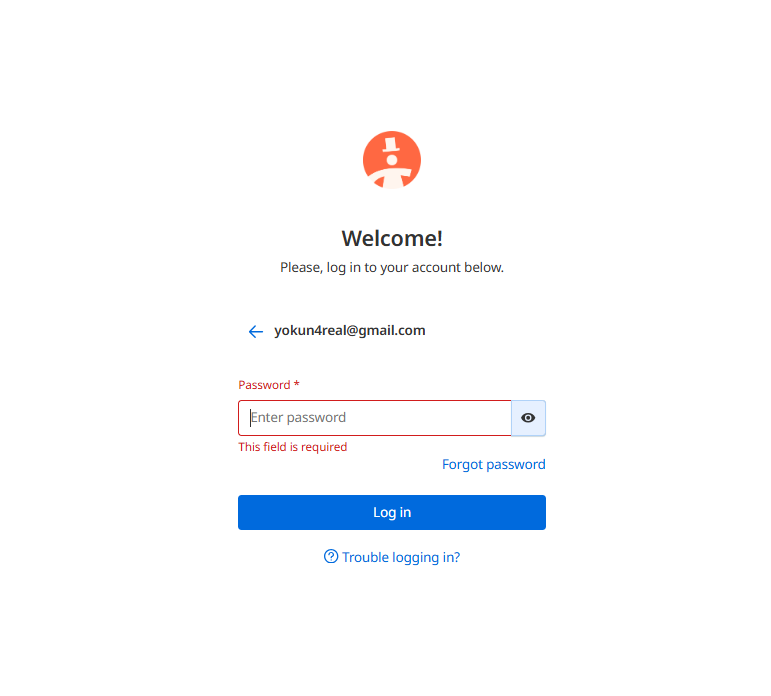 Welcome!
Please, log in to your account below.
yokun4real@gmail.com
Password *
Enter password
This field is required
Forgot password
Log in
Trouble logging in?